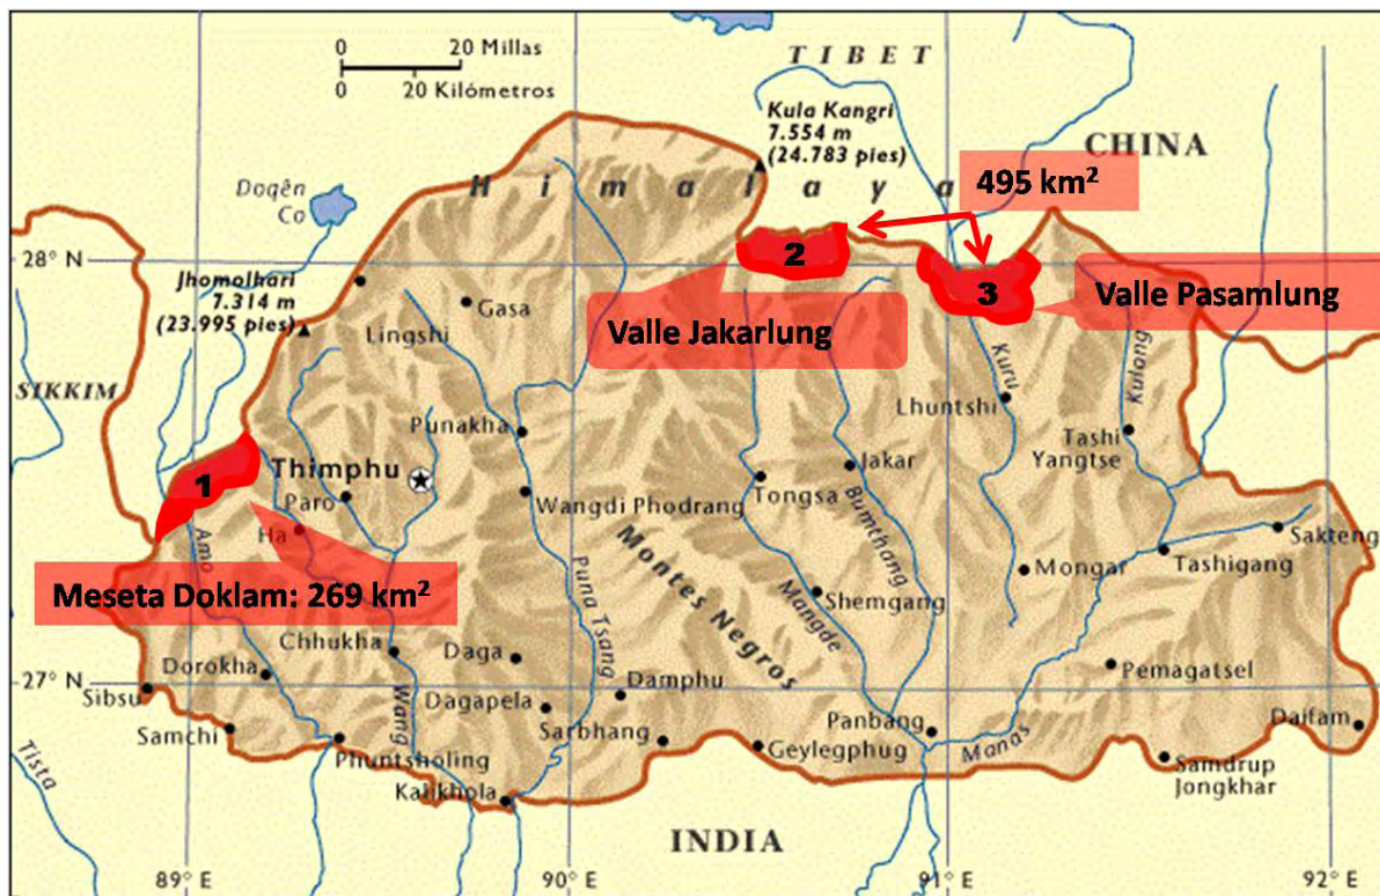 0 20 Millas
0 20 Kilómetros
TIBET
Kula Kangri
7.554 m
(24.783 pies)
CHINA
Doqên
Co
Himalaya
495 km²
28° N
2
3
Jhomolhari
7.314 m
(23.995 pies)
Gasa
Lingshi
Valle Jakarlung
Valle Pasamlung
SIKKIM
Kuru
Kulong
Lhuntshi
Punakha
Tashi
Yangtse
1
Thimphu
Paro
Jakar
Tongsa
Wangdi Phodrang
Bumthang
Ha
Amo
Sakteng
Tashigang
Montes Negros
Puna Tsang
Mongar
Mangde
Shemgang
Meseta Doklam: 269 km²
Chhukha
Daga
Dorokha
Pemagatsel
27° N
Sibsu
Damphu
Dagapela
Wang
Samchi
Sarbhang
Panbang
Daifam
Geylegphug
Manas
Phuntsholing
Samdrup
Jongkhar
Tista
Kalikhola
INDIA
89° E
90° E
91° E
92° E